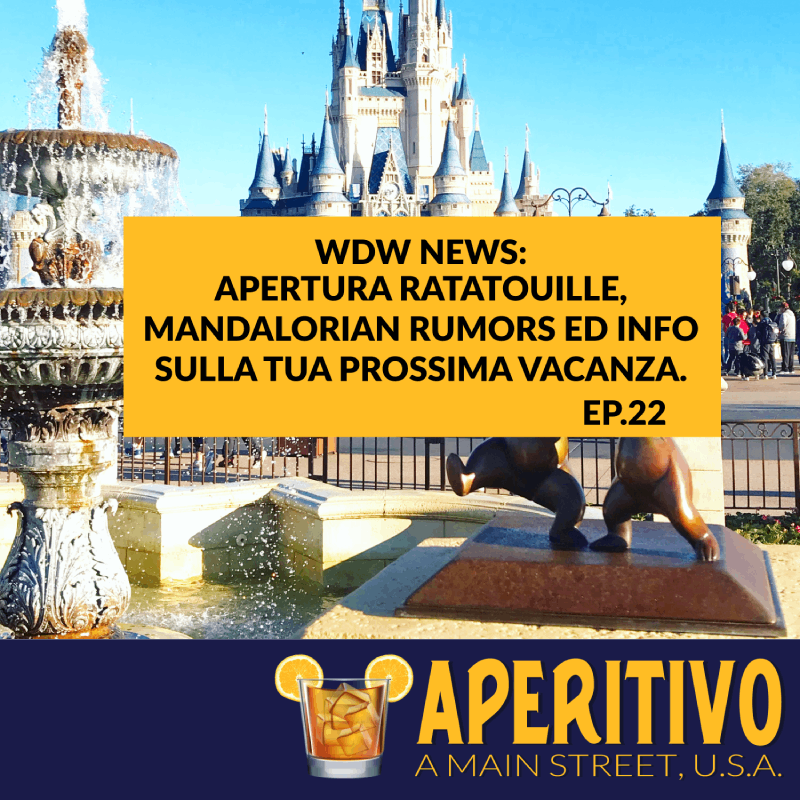 WDW NEWS:
APERTURA RATATOUILLE,
MANDALORIAN RUMORS ED INFO
SULLA TUA PROSSIMA VACANZA.
EP.22
APERITIVO
A MAIN STREET, U.S.A.